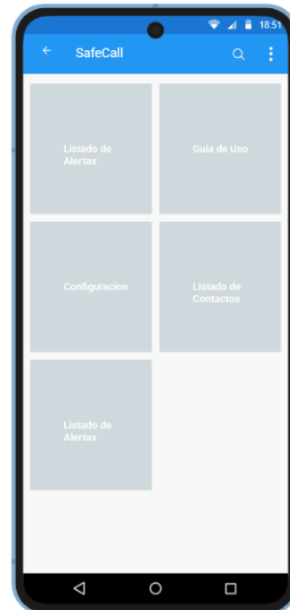 18:51
SafeCall
Listado de
Alertas
Guia de Uso
Configuracion
Listado de
Contactos
Listado de
Alertas